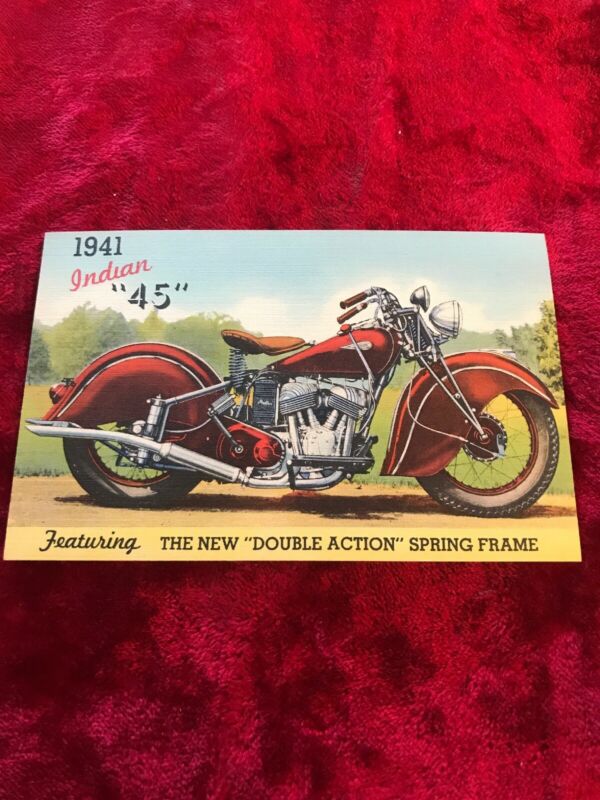 1941
Indian
"45"
Featuring THE NEW "DOUBLE ACTION" SPRING FRAME